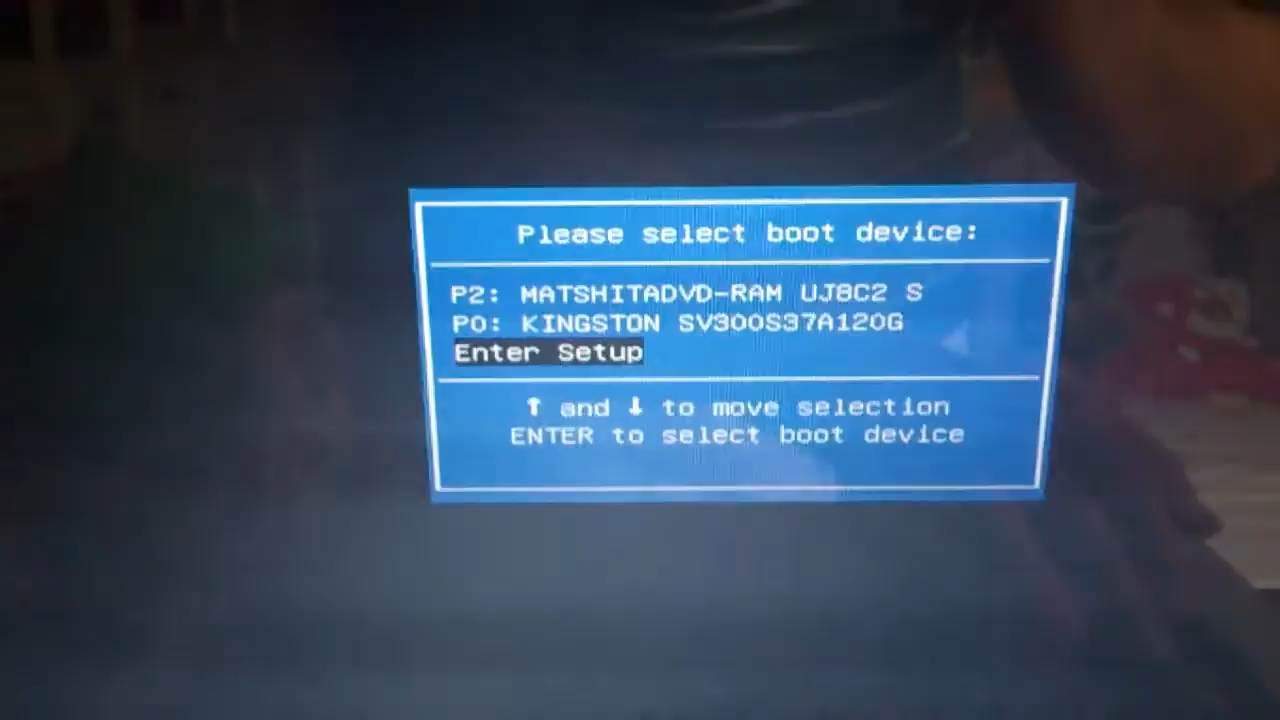 Please select boot device:
P2: MATSHITADVD-RAM UJ8C2 S
P0: KINGSTON SV300S37A120G
Enter Setup
↑ and ↓ to move selection
ENTER to select boot device